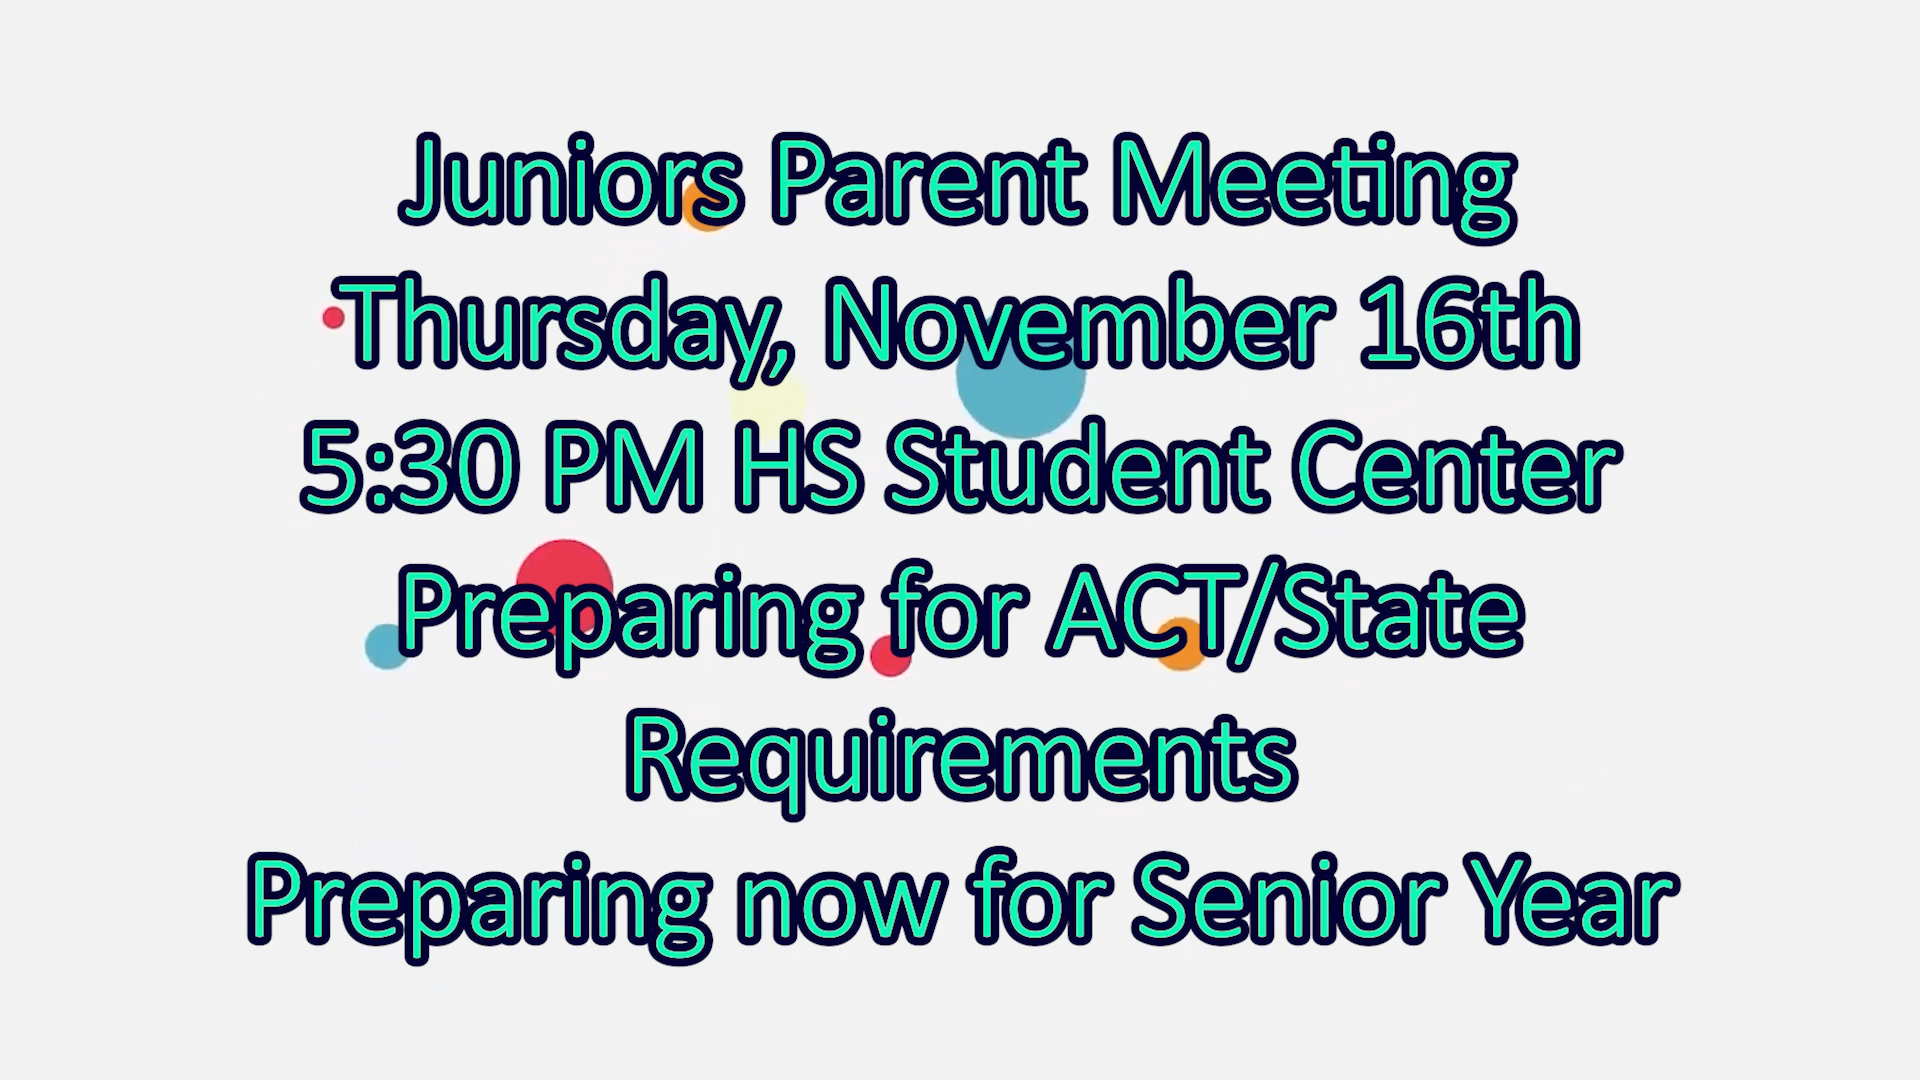 Juniors Parent Meeting
Thursday, November 16th
5:30 PM HS Student Center
Preparing for ACT/State
Requirements
Preparing now for Senior Year